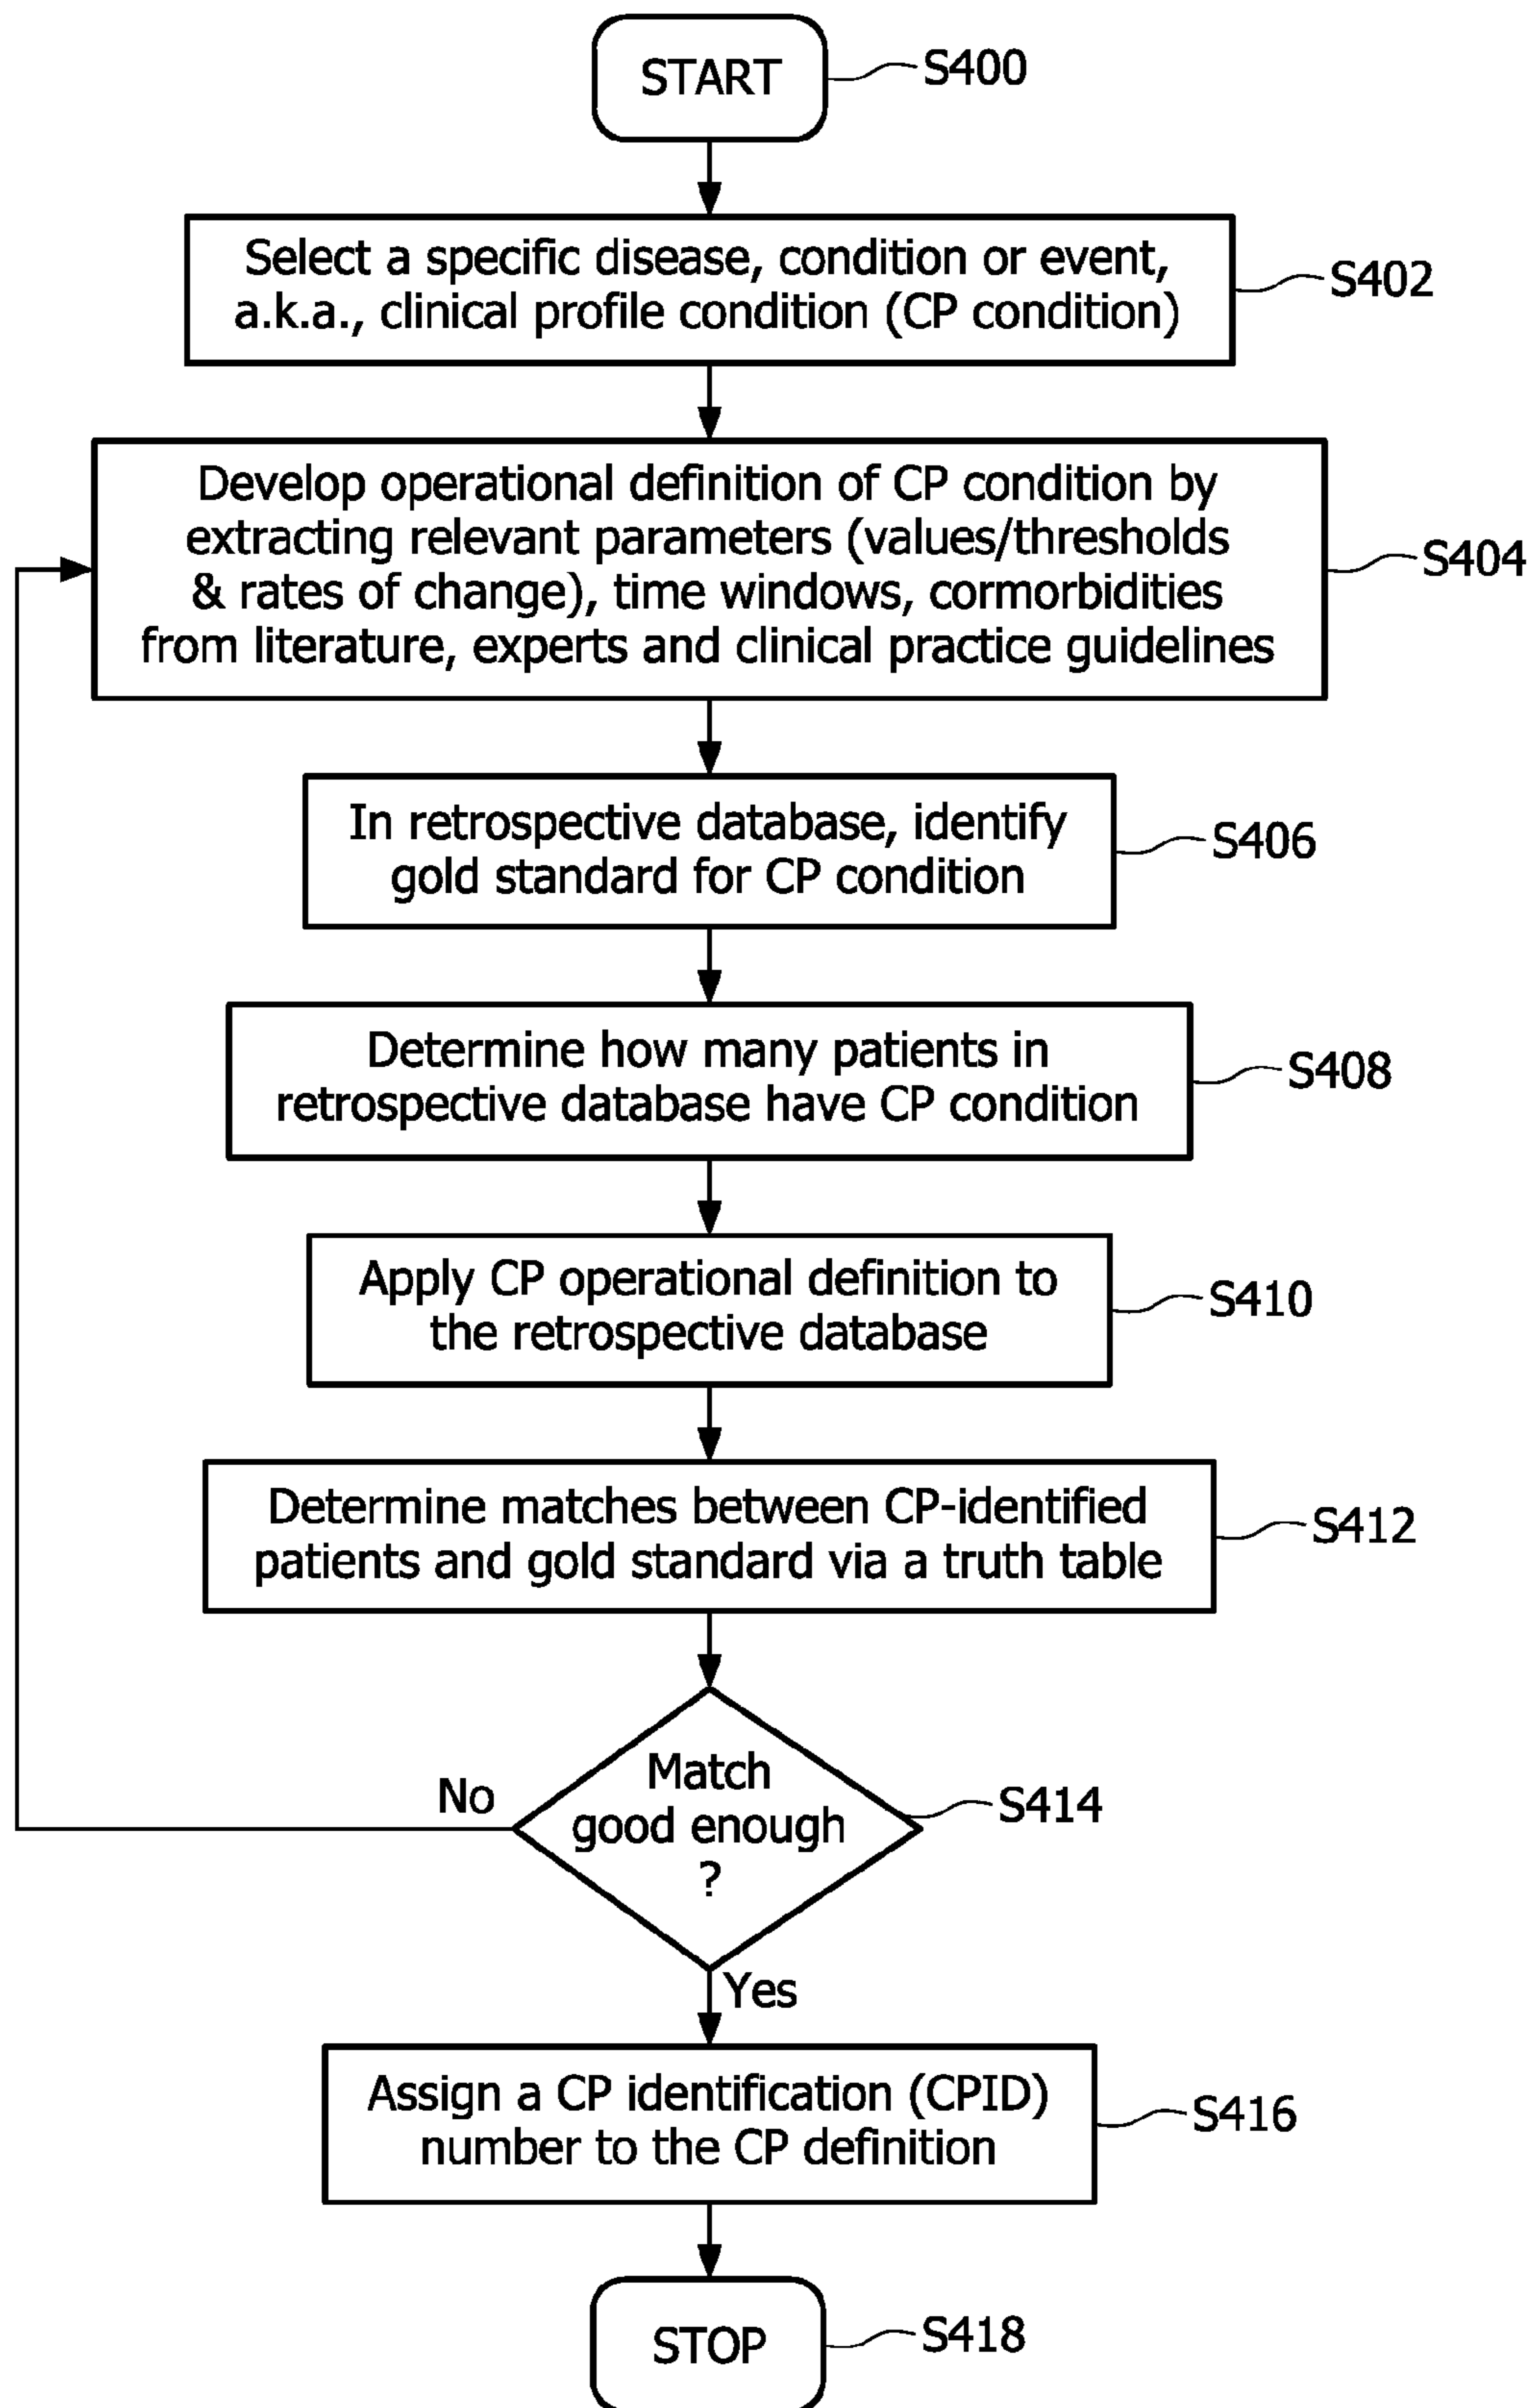 START
S400
Select a specific disease, condition or event,
a.k.a., clinical profile condition (CP condition)
S402
Develop operational definition of CP condition by
extracting relevant parameters (values/thresholds
& rates of change), time windows, cormorbidities
from literature, experts and clinical practice guidelines
S404
In retrospective database, identify
gold standard for CP condition
S406
Determine how many patients in
retrospective database have CP condition
S408
Apply CP operational definition to
the retrospective database
S410
Determine matches between CP-identified
patients and gold standard via a truth table
S412
Match
good enough
?
S414
No
Yes
Assign a CP identification (CPID)
number to the CP definition
S416
STOP
S418